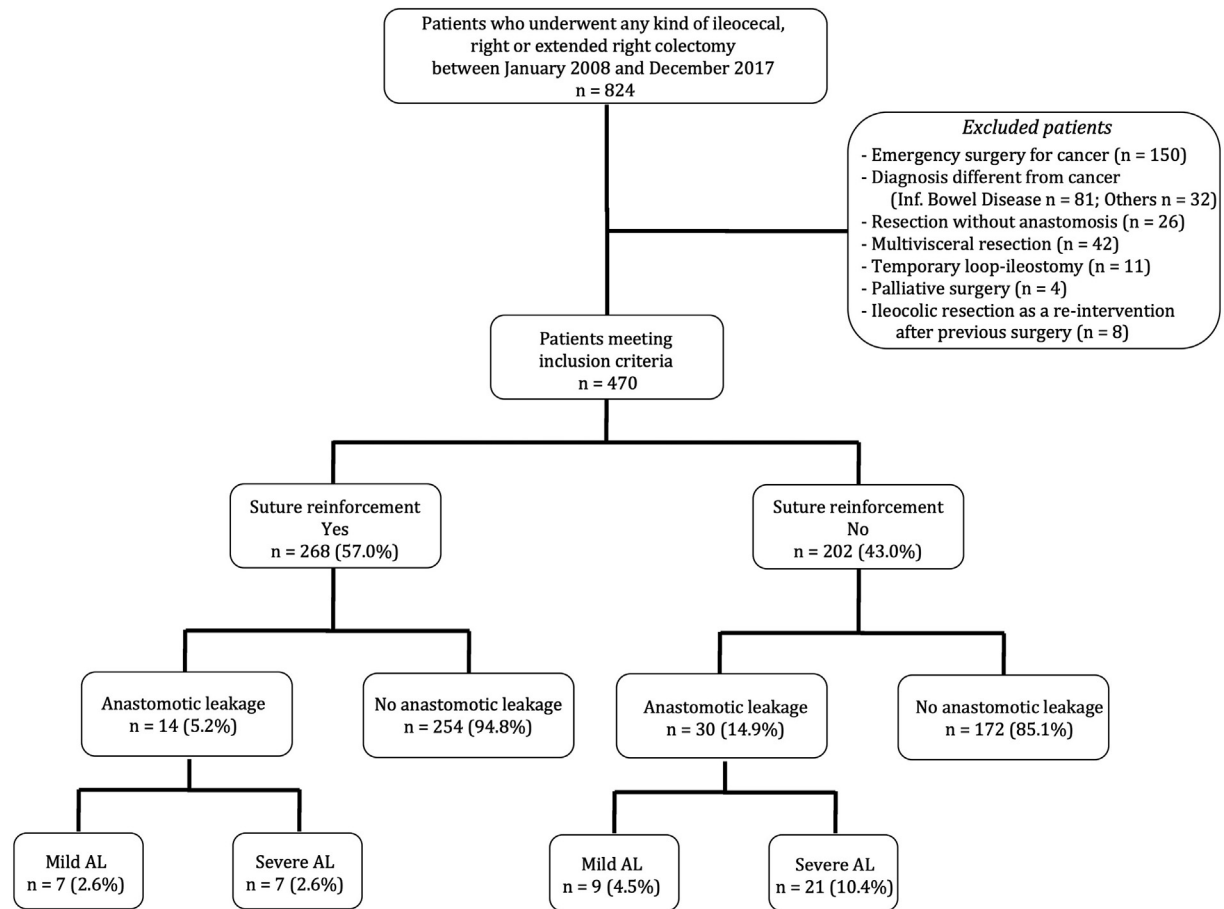 Patients who underwent any kind of ileocecal,
right or extended right colectomy
between January 2008 and December 2017
n = 824
Excluded patients
- Emergency surgery for cancer (n = 150)
- Diagnosis different from cancer
(Inf. Bowel Disease n = 81; Others n = 32)
- Resection without anastomosis (n = 26)
- Multivisceral resection (n = 42)
- Temporary loop-ileostomy (n = 11)
- Palliative surgery (n = 4)
- Ileocolic resection as a re-intervention
after previous surgery (n = 8)
Patients meeting
inclusion criteria
n = 470
Suture reinforcement
Yes
n = 268 (57.0%)
Suture reinforcement
No
n = 202 (43.0%)
Anastomotic leakage
n = 14 (5.2%)
No anastomotic leakage
n = 254 (94.8%)
Anastomotic leakage
n = 30 (14.9%)
No anastomotic leakage
n = 172 (85.1%)
Mild AL
n = 7 (2.6%)
Severe AL
n = 7 (2.6%)
Mild AL
n = 9 (4.5%)
Severe AL
n = 21 (10.4%)